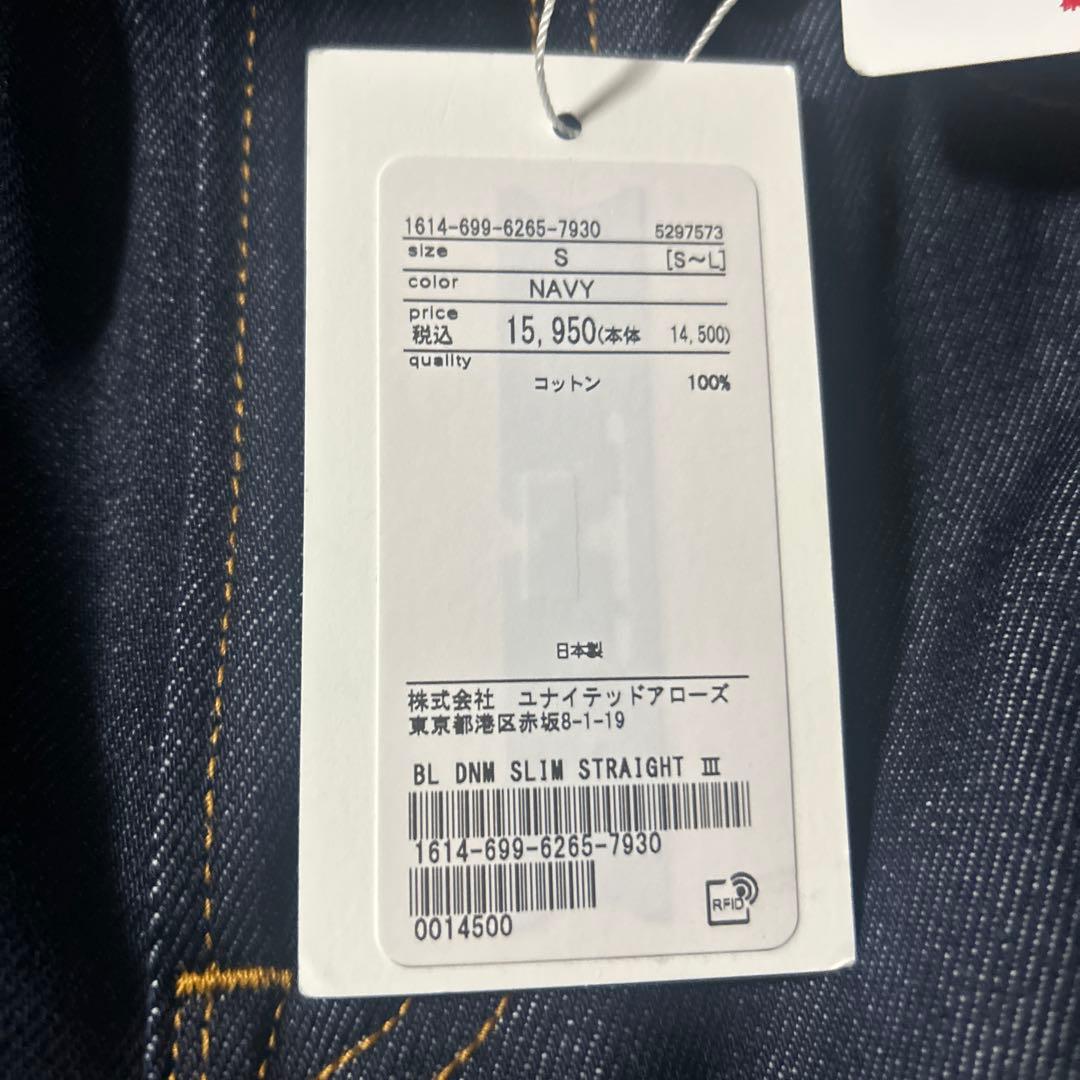 1614-699-6265-7930 5297573
size S [S～L]
color NAVY
price
税込 15,950(本体 14,500)
quality
コットン 100%
日本製
株式会社 ユナイテッドアローズ
東京都港区赤坂8-1-19
BL DNM SLIM STRAIGHT Ⅲ
1614-699-6265-7930
RFID
0014500